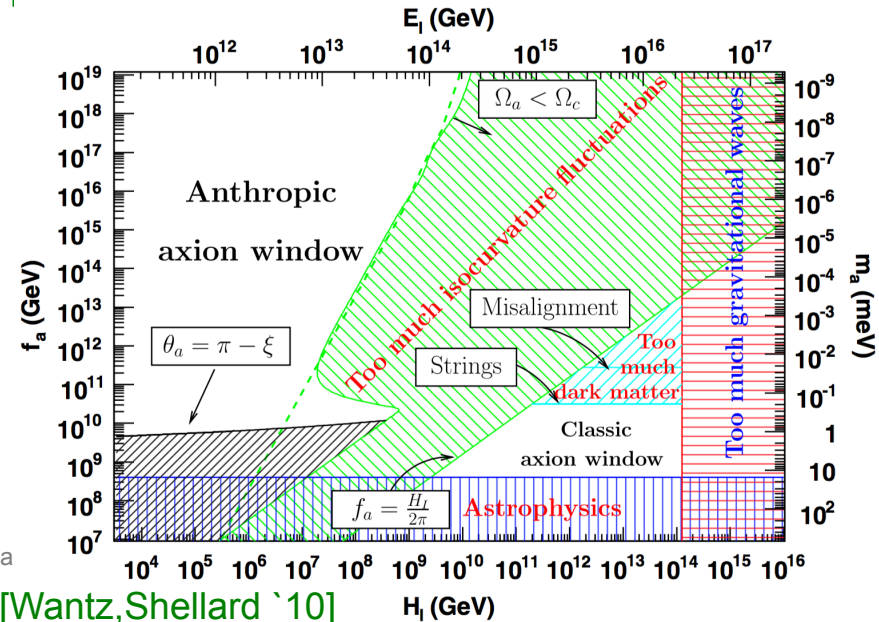 E_I (GeV)
10^12 10^13 10^14 10^15 10^16 10^17
10^19
10^18
10^17
10^16
10^15
10^14
10^13
10^12
10^11
10^10
10^9
10^8
10^7
f_a (GeV)
Ω_a < Ω_c
Anthropic
axion window
Too much isocurvature fluctuations
Too much gravitational waves
Misalignment
θ_a = π − ξ
Strings
Too
much
dark matter
Classic
axion window
f_a = H_I/2π
Astrophysics
10^-9
10^-8
10^-7
10^-6
10^-5
10^-4
10^-3
10^-2
10^-1
1
10
10^2
m_a (meV)
10^4 10^5 10^6 10^7 10^8 10^9 10^10 10^11 10^12 10^13 10^14 10^15 10^16
H_I (GeV)
a
[Wantz,Shellard `10]